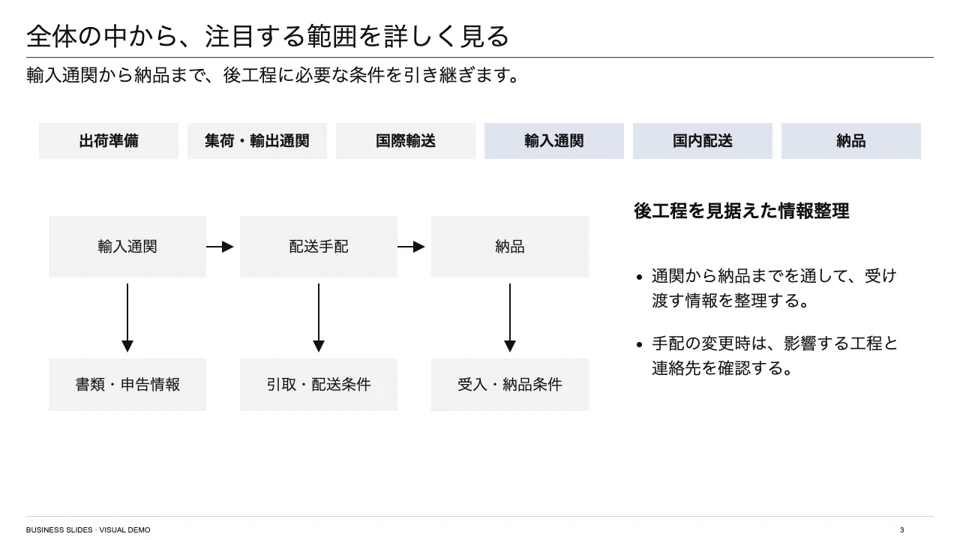 全体の中から、注目する範囲を詳しく見る
輸入通関から納品まで、後工程に必要な条件を引き継ぎます。
出荷準備
集荷・輸出通関
国際輸送
輸入通関
国内配送
納品
輸入通関
配送手配
納品
書類・申告情報
引取・配送条件
受入・納品条件
後工程を見据えた情報整理
• 通関から納品までを通して、受け
渡す情報を整理する。
• 手配の変更時は、影響する工程と
連絡先を確認する。
BUSINESS SLIDES · VISUAL DEMO
3